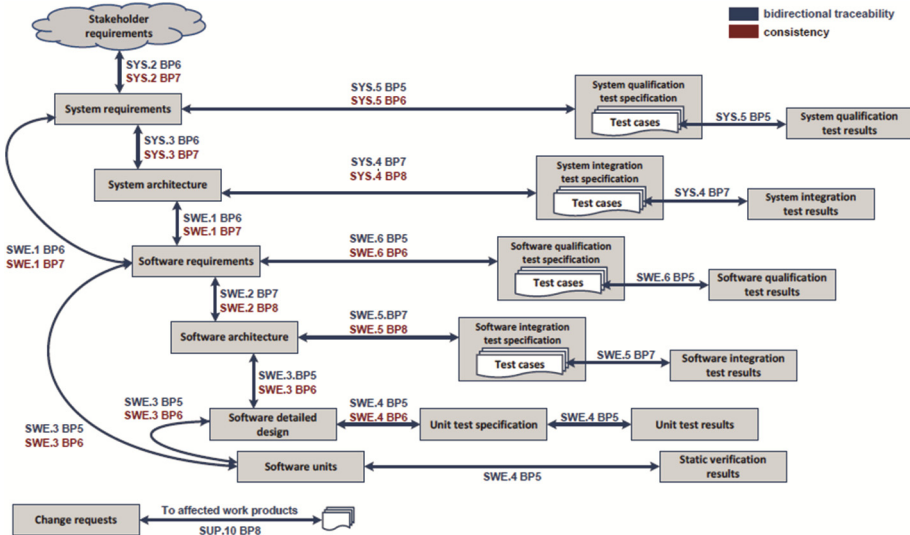 Stakeholder
requirements
bidirectional traceability
consistency
SYS.2 BP6
SYS.2 BP7
System requirements
SYS.5 BP5
SYS.5 BP6
System qualification
test specification
Test cases
SYS.5 BP5
System qualification
test results
SYS.3 BP6
SYS.3 BP7
System architecture
SYS.4 BP7
SYS.4 BP8
System integration
test specification
Test cases
SYS.4 BP7
System integration
test results
SWE.1 BP6
SWE.1 BP7
SWE.1 BP6
SWE.1 BP7
Software requirements
SWE.6 BP5
SWE.6 BP6
Software qualification
test specification
Test cases
SWE.6 BP5
Software qualification
test results
SWE.2 BP7
SWE.2 BP8
Software architecture
SWE.5.BP7
SWE.5 BP8
Software integration
test specification
Test cases
SWE.5 BP7
Software integration
test results
SWE.3.BP5
SWE.3 BP6
SWE.3 BP5
SWE.3 BP6
Software detailed
design
SWE.4 BP5
SWE.4 BP6
Unit test specification
SWE.4 BP5
Unit test results
SWE.3 BP5
SWE.3 BP6
Software units
SWE.4 BP5
Static verification
results
Change requests
To affected work products
SUP.10 BP8